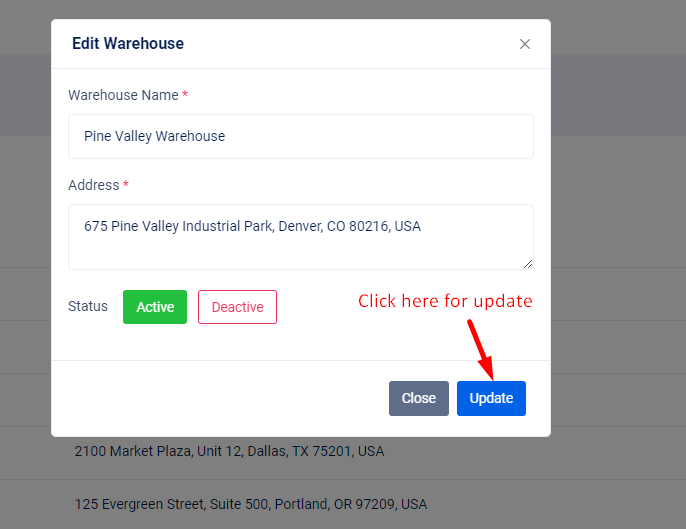 Edit Warehouse
Warehouse Name *
Pine Valley Warehouse
Address *
675 Pine Valley Industrial Park, Denver, CO 80216, USA
Status Active Deactive
Click here for update
Close Update
2100 Market Plaza, Unit 12, Dallas, TX 75201, USA
125 Evergreen Street, Suite 500, Portland, OR 97209, USA